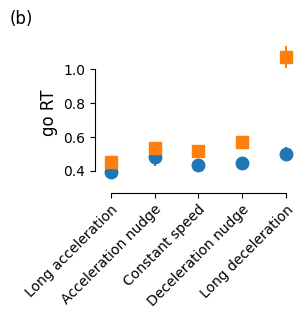 (b)
go RT
1.0
0.8
0.6
0.4
Long acceleration
Acceleration nudge
Constant speed
Deceleration nudge
Long deceleration